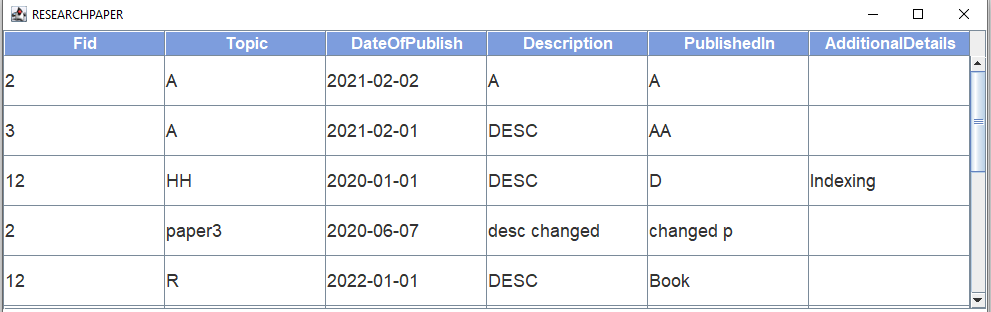 RESEARCHPAPER
Fid Topic DateOfPublish Description PublishedIn AdditionalDetails
2 A 2021-02-02 A A
3 A 2021-02-01 DESC AA
12 HH 2020-01-01 DESC D Indexing
2 paper3 2020-06-07 desc changed changed p
12 R 2022-01-01 DESC Book